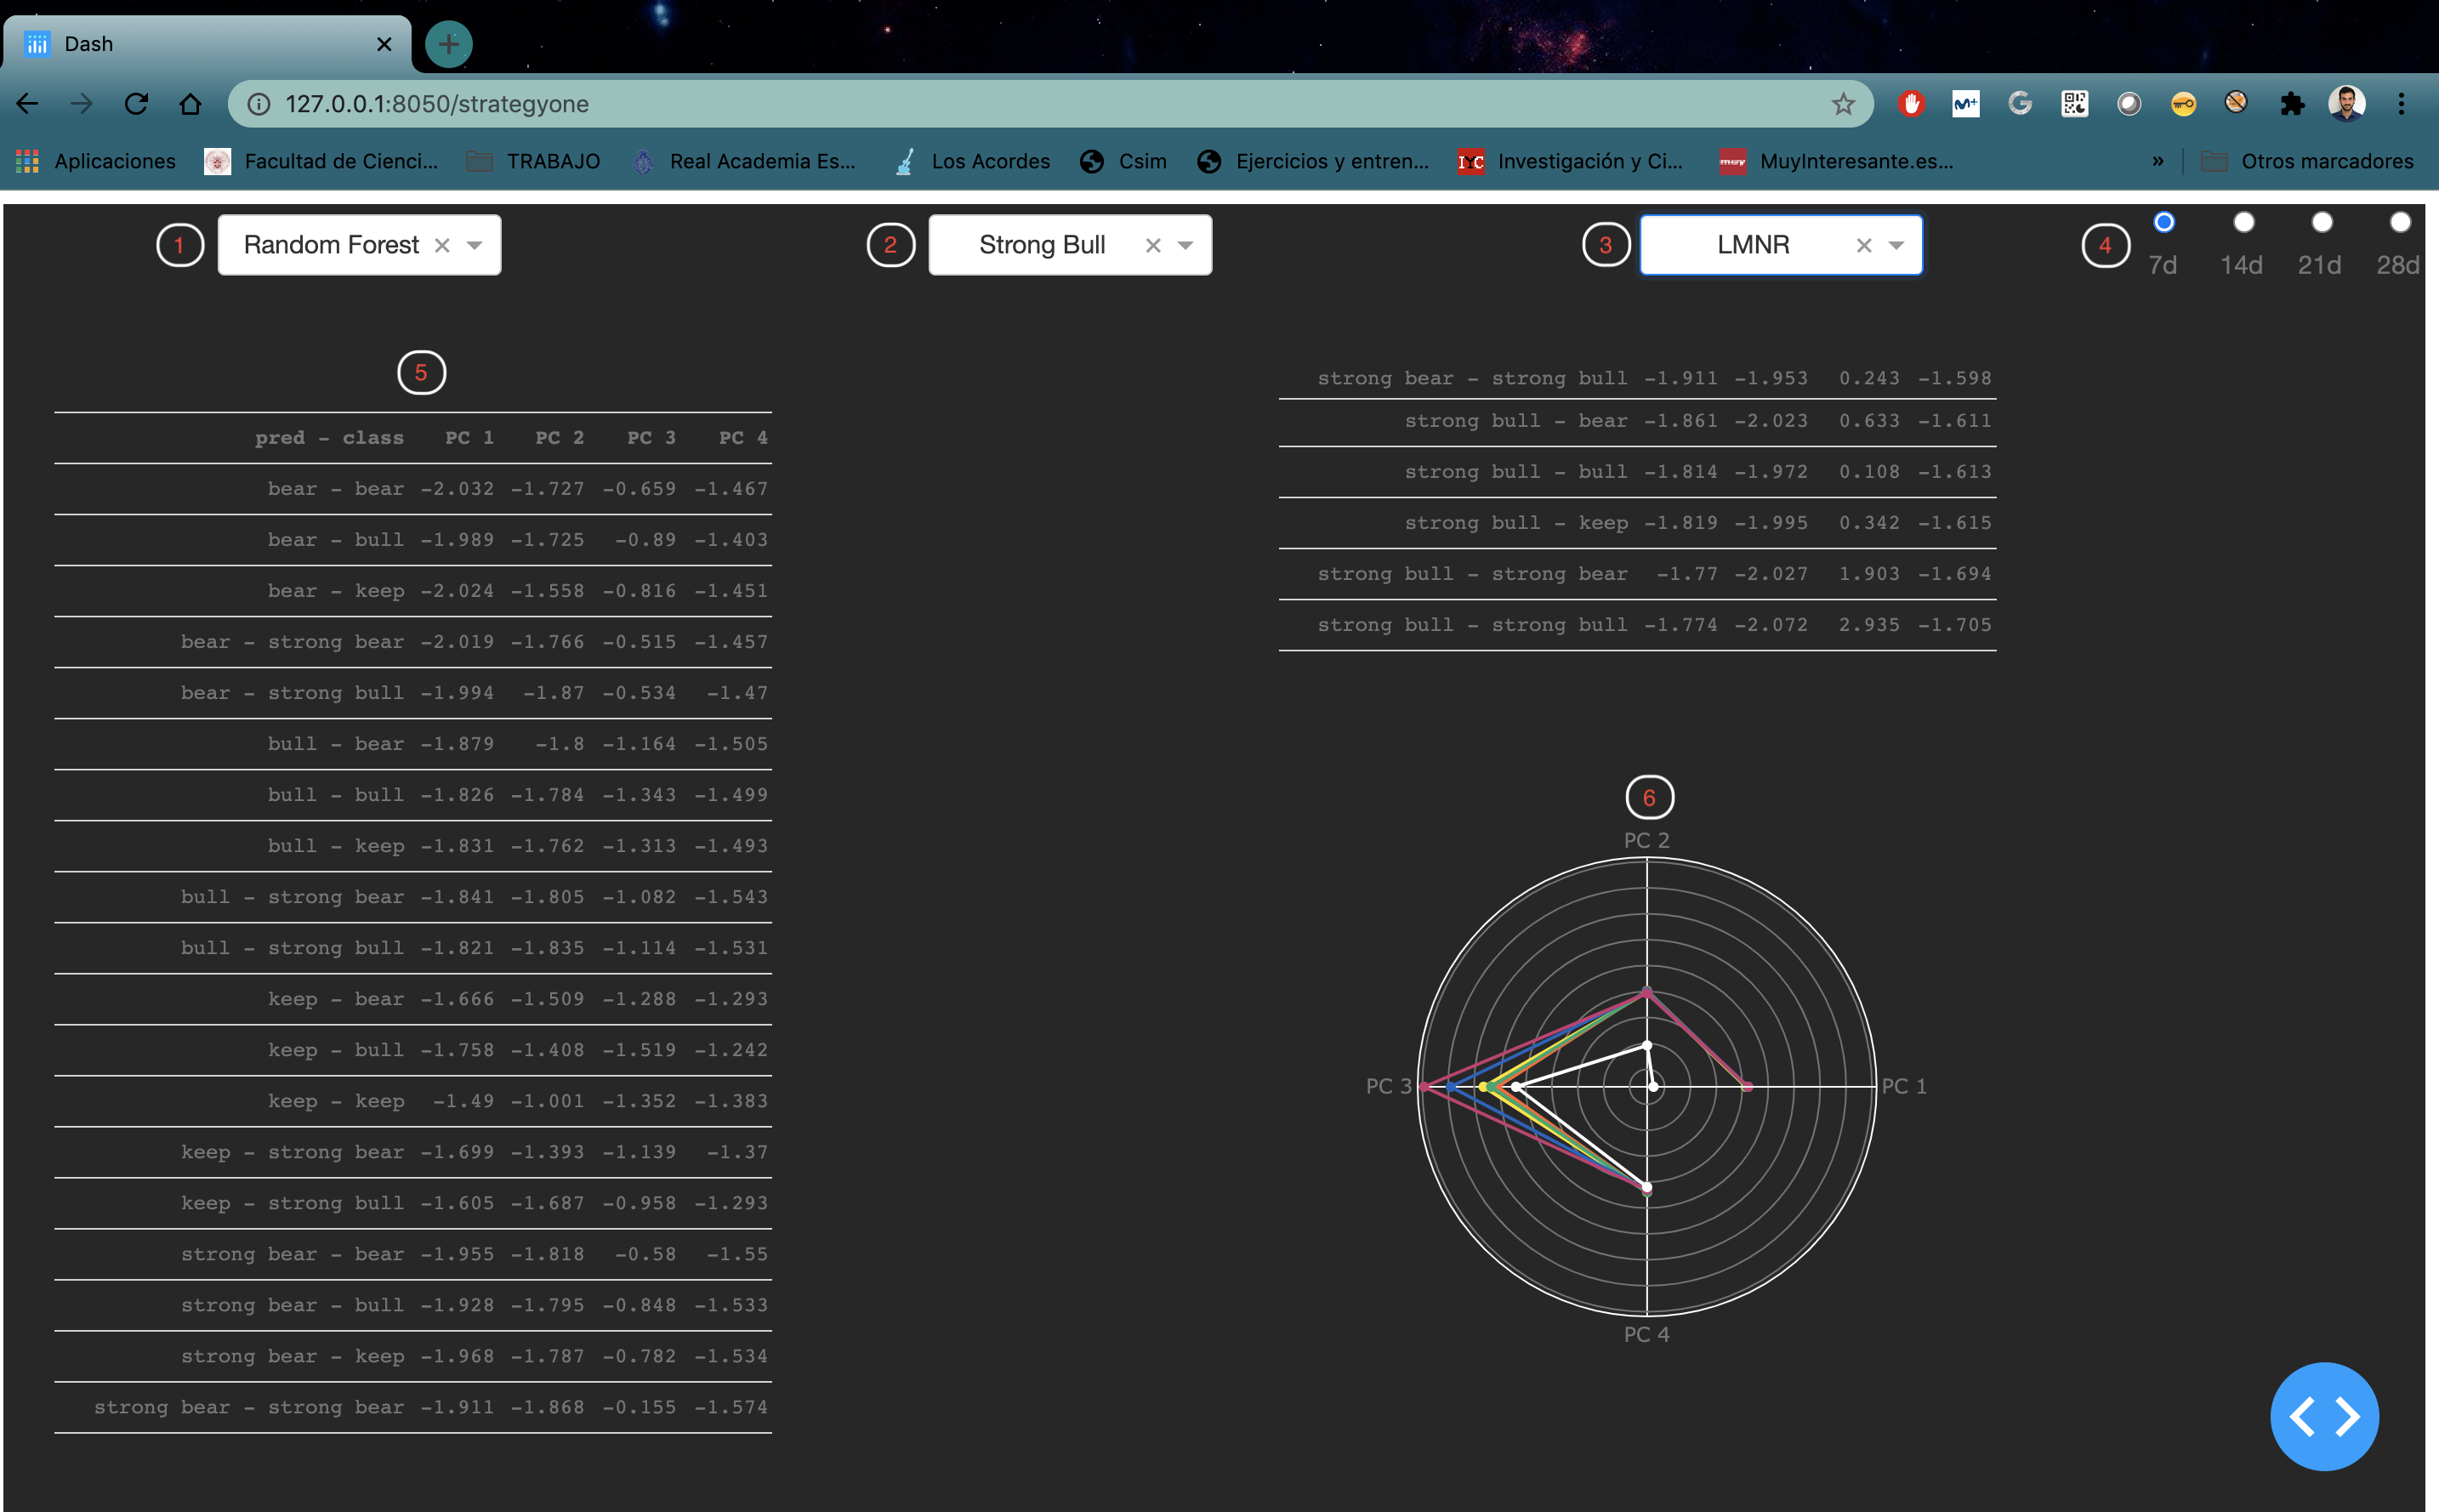 Dash
127.0.0.1:8050/strategyone
Aplicaciones Facultad de Cienci... TRABAJO Real Academia Es... Los Acordes Csim Ejercicios y entren... IYC Investigación y Ci... muy MuyInteresante.es... » Otros marcadores
1 Random Forest 2 Strong Bull 3 LMNR 4
7d 14d 21d 28d
5
pred - class PC 1 PC 2 PC 3 PC 4
bear - bear -2.032 -1.727 -0.659 -1.467
bear - bull -1.989 -1.725 -0.89 -1.403
bear - keep -2.024 -1.558 -0.816 -1.451
bear - strong bear -2.019 -1.766 -0.515 -1.457
bear - strong bull -1.994 -1.87 -0.534 -1.47
bull - bear -1.879 -1.8 -1.164 -1.505
bull - bull -1.826 -1.784 -1.343 -1.499
bull - keep -1.831 -1.762 -1.313 -1.493
bull - strong bear -1.841 -1.805 -1.082 -1.543
bull - strong bull -1.821 -1.835 -1.114 -1.531
keep - bear -1.666 -1.509 -1.288 -1.293
keep - bull -1.758 -1.408 -1.519 -1.242
keep - keep -1.49 -1.001 -1.352 -1.383
keep - strong bear -1.699 -1.393 -1.139 -1.37
keep - strong bull -1.605 -1.687 -0.958 -1.293
strong bear - bear -1.955 -1.818 -0.58 -1.55
strong bear - bull -1.928 -1.795 -0.848 -1.533
strong bear - keep -1.968 -1.787 -0.782 -1.534
strong bear - strong bear -1.911 -1.868 -0.155 -1.574
strong bear - strong bull -1.911 -1.953 0.243 -1.598
strong bull - bear -1.861 -2.023 0.633 -1.611
strong bull - bull -1.814 -1.972 0.108 -1.613
strong bull - keep -1.819 -1.995 0.342 -1.615
strong bull - strong bear -1.77 -2.027 1.903 -1.694
strong bull - strong bull -1.774 -2.072 2.935 -1.705
6
PC 2
PC 3 PC 1
PC 4